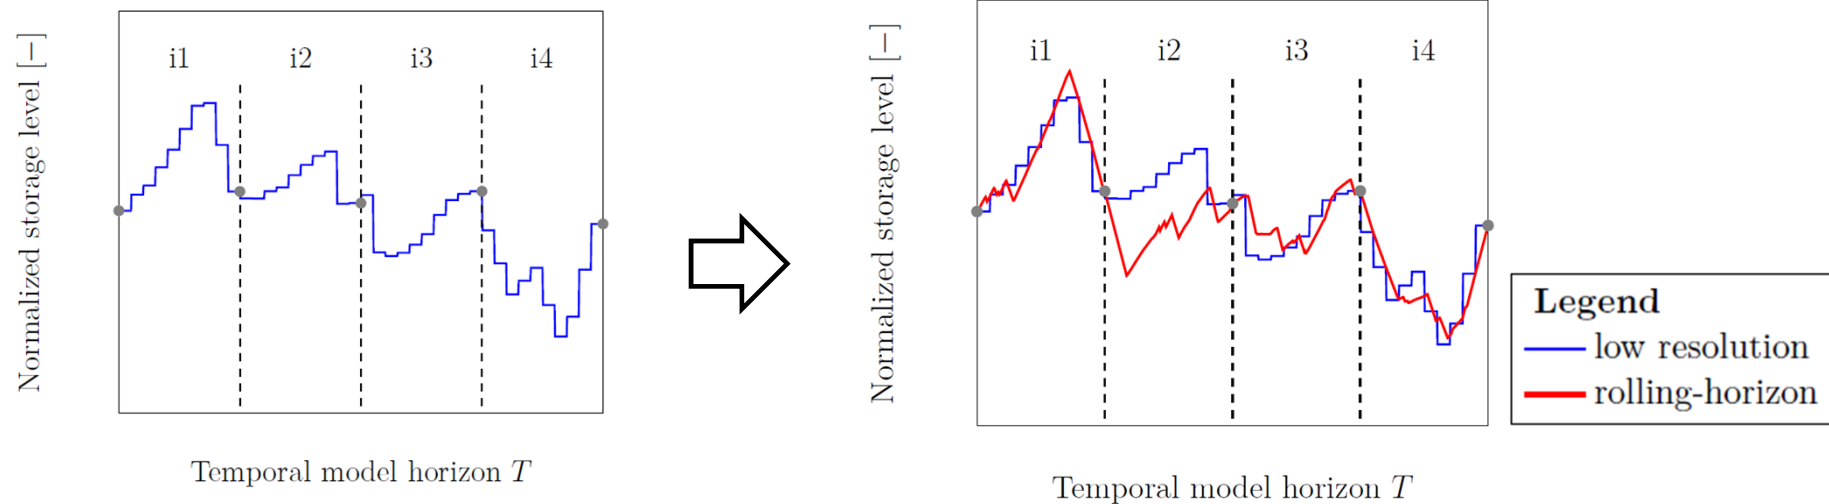 Normalized storage level [−]
i1 i2 i3 i4
Temporal model horizon T
Normalized storage level [−]
i1 i2 i3 i4
Temporal model horizon T
Legend
low resolution
rolling-horizon